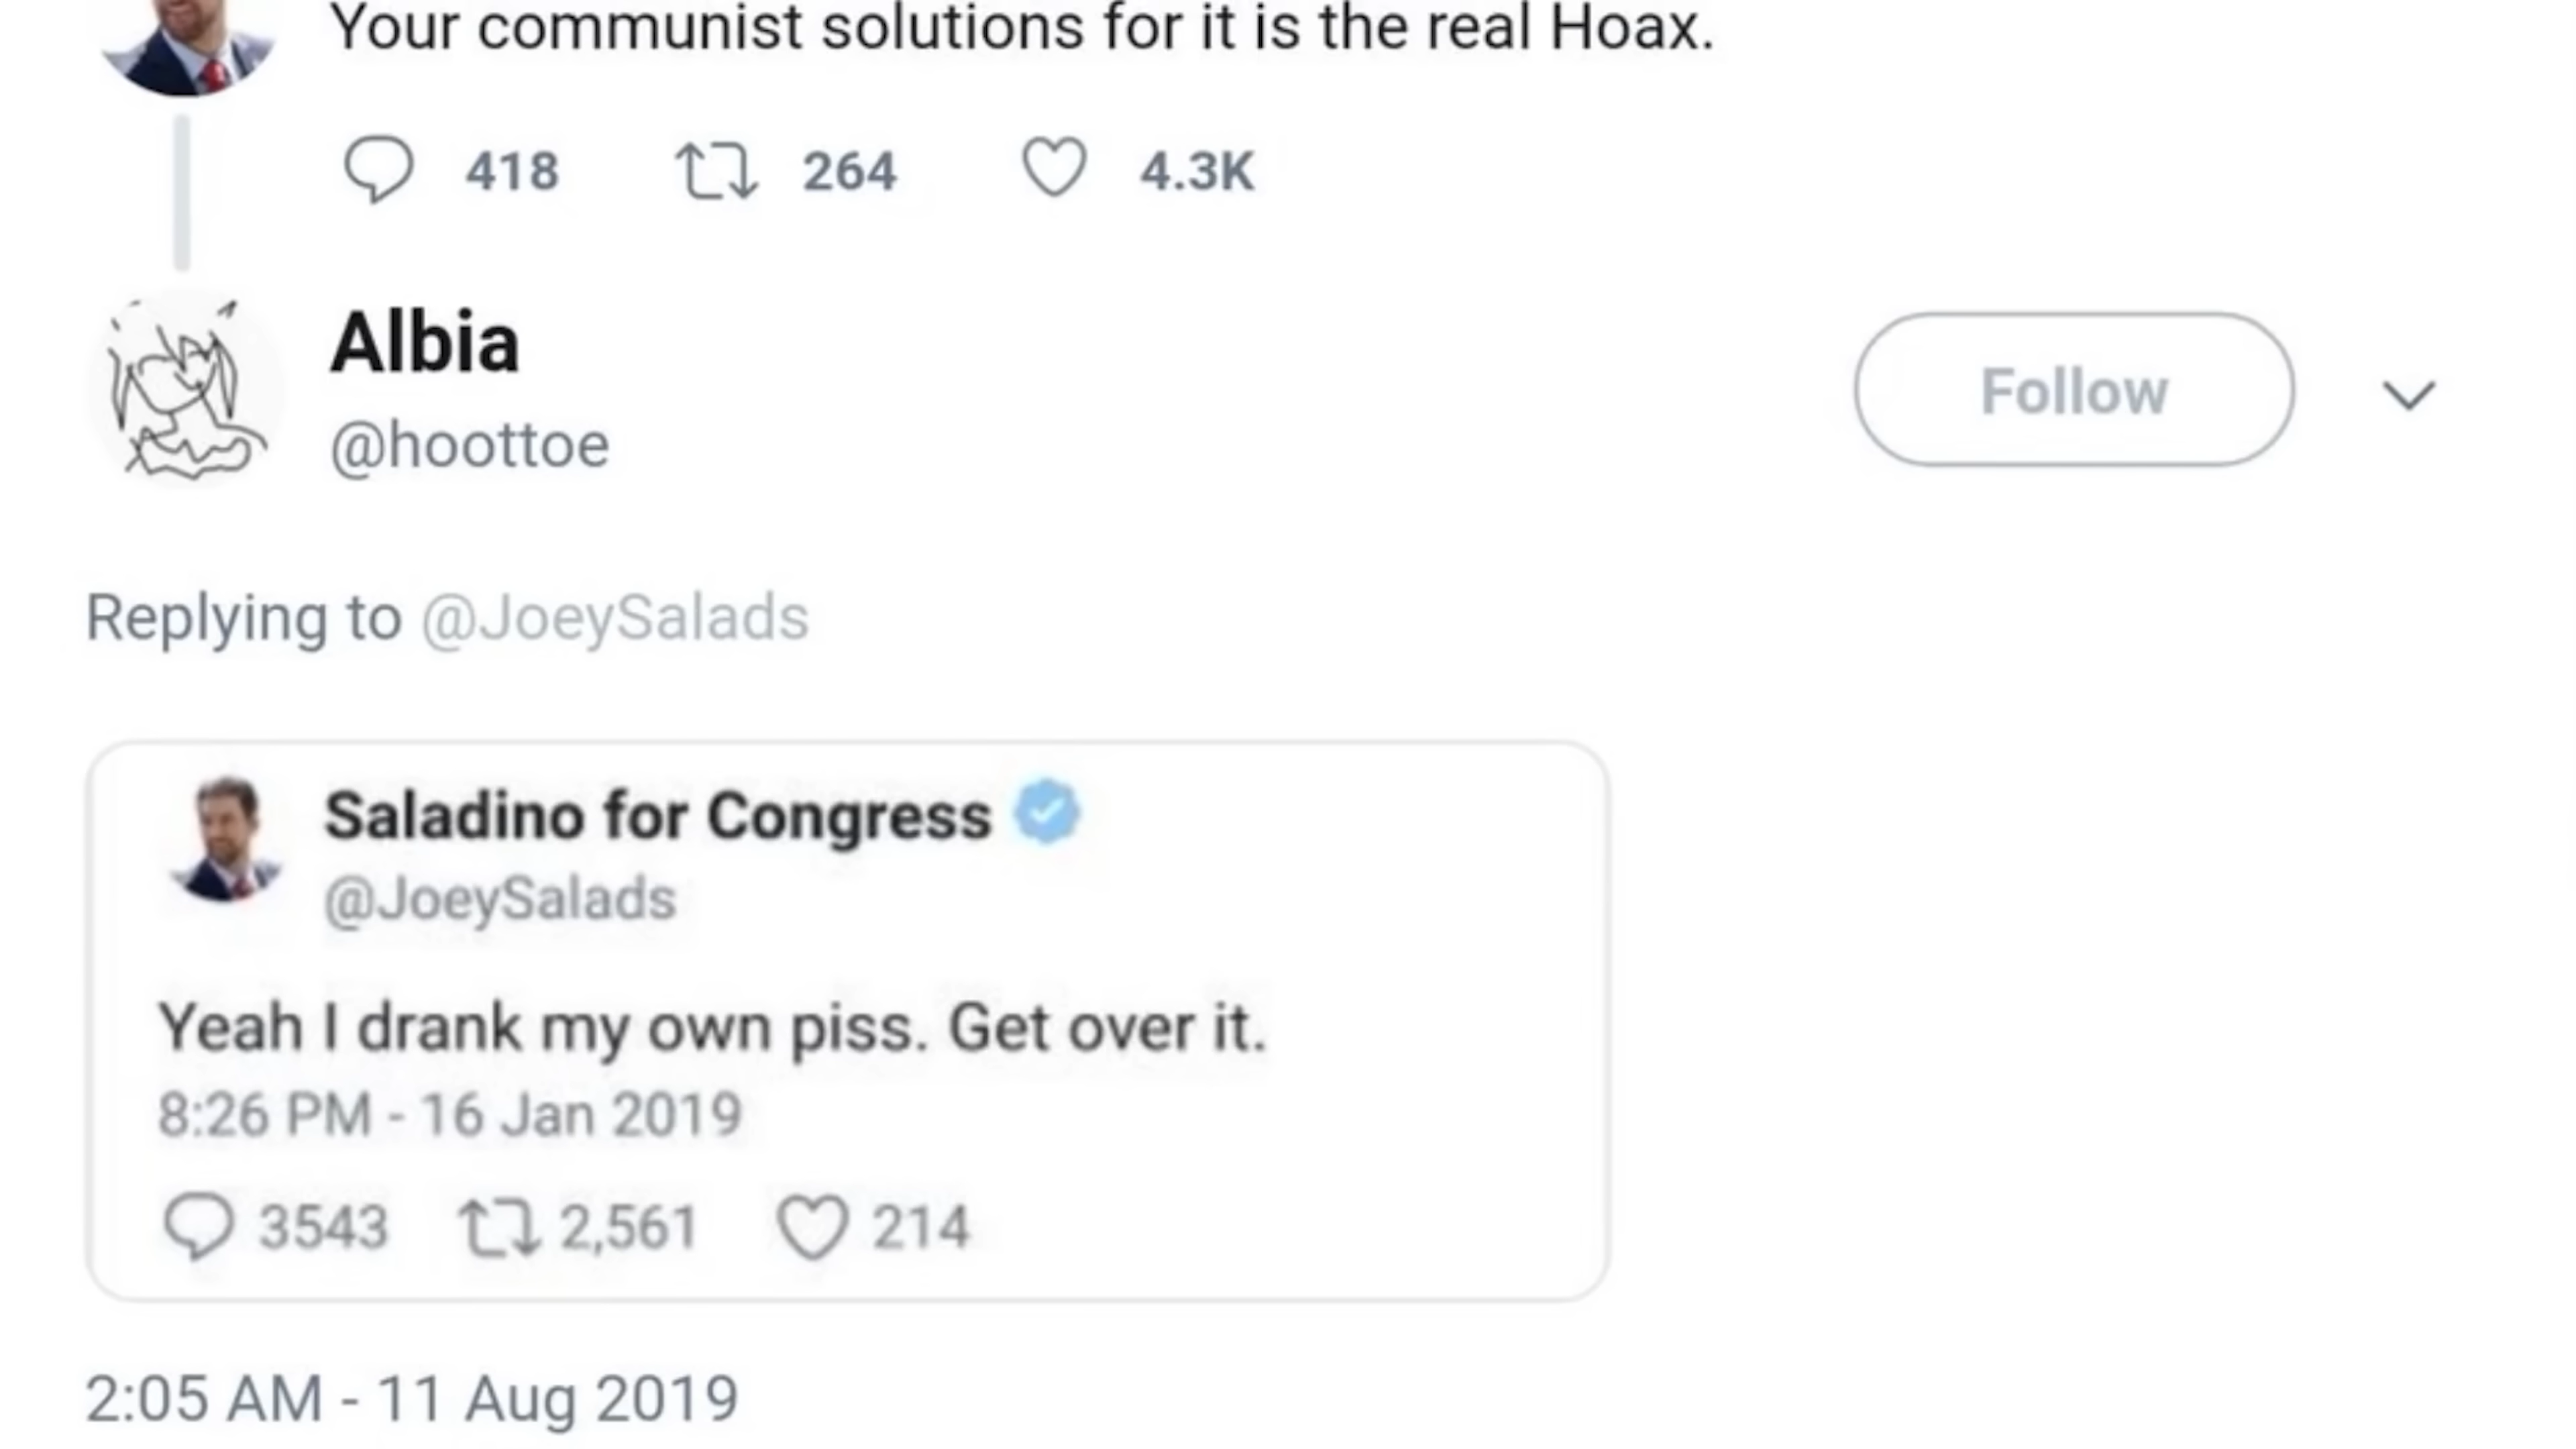 Your communist solutions for it is the real Hoax.
418 264 4.3K
Albia
@hoottoe
Follow
Replying to @JoeySalads
Saladino for Congress
@JoeySalads
Yeah I drank my own piss. Get over it.
8:26 PM - 16 Jan 2019
3543 2,561 214
2:05 AM - 11 Aug 2019